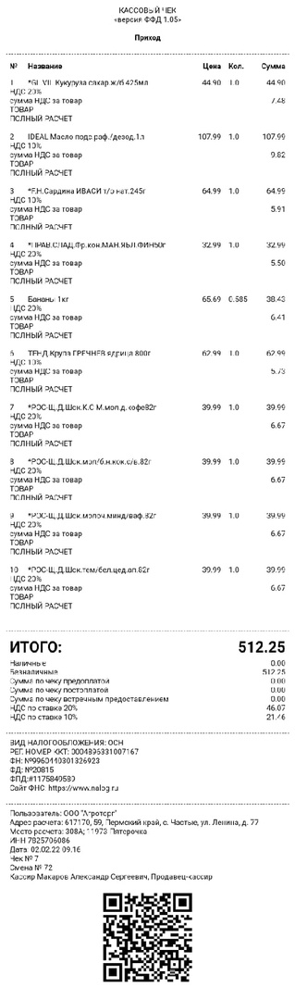 КАССОВЫЙ ЧЕК
«версия ФФД 1.05»
Приход
№ Название Цена Кол. Сумма
1 *GL.VIL.Кукуруза сахар.ж/б 425мл 44.90 1.0 44.90
НДС 20%
сумма НДС за товар 7.48
ТОВАР
ПОЛНЫЙ РАСЧЕТ
2 IDEAL Масло подс.раф./дезод.1л 107.99 1.0 107.99
НДС 10%
сумма НДС за товар 9.82
ТОВАР
ПОЛНЫЙ РАСЧЕТ
3 *F.H.Сардина ИВАСИ т/о нат.245г 64.99 1.0 64.99
НДС 10%
сумма НДС за товар 5.91
ТОВАР
ПОЛНЫЙ РАСЧЕТ
4 *ПРАВ.СЛАД.Фр.кон.МАН.ЯБЛ.ФИН50г 32.99 1.0 32.99
НДС 20%
сумма НДС за товар 5.50
ТОВАР
ПОЛНЫЙ РАСЧЕТ
5 Бананы 1кг 65.69 0.585 38.43
НДС 20%
сумма НДС за товар 6.41
ТОВАР
ПОЛНЫЙ РАСЧЕТ
6 ТЕНД.Крупа ГРЕЧНЕВ.ядрица 800г 62.99 1.0 62.99
НДС 10%
сумма НДС за товар 5.73
ТОВАР
ПОЛНЫЙ РАСЧЕТ
7 *РОС-Щ.Д.Шок.К.С М.мол.д.кофе82г 39.99 1.0 39.99
НДС 20%
сумма НДС за товар 6.67
ТОВАР
ПОЛНЫЙ РАСЧЕТ
8 *РОС-Щ.Д.Шок.мол/б.н.кок.с/в.82г 39.99 1.0 39.99
НДС 20%
сумма НДС за товар 6.67
ТОВАР
ПОЛНЫЙ РАСЧЕТ
9 *РОС-Щ.Д.Шок.молоч.минд/ваф.82г 39.99 1.0 39.99
НДС 20%
сумма НДС за товар 6.67
ТОВАР
ПОЛНЫЙ РАСЧЕТ
10 *РОС-Щ.Д.Шок.тем/бел.цед.ап.82г 39.99 1.0 39.99
НДС 20%
сумма НДС за товар 6.67
ТОВАР
ПОЛНЫЙ РАСЧЕТ
ИТОГО: 512.25
Наличные 0.00
Безналичные 512.25
Сумма по чеку предоплатой 0.00
Сумма по чеку постоплатой 0.00
Сумма по чеку встречным предоставлением 0.00
НДС по ставке 20% 46.07
НДС по ставке 10% 21.46
ВИД НАЛОГООБЛОЖЕНИЯ: ОСН
РЕГ. НОМЕР ККТ: 0004896331007167
ФН: №9960440301326923
ФД: №20815
ФПД:#1175849589
Сайт ФНС: https://www.nalog.ru
Пользователь: ООО "Агроторг"
Адрес расчета: 617170, 59, Пермский край, с. Частые, ул. Ленина, д. 77
Место расчета: 308A; 11973-Пятерочка
ИНН 7825706086
Дата: 02.02.22 09:16
Чек № 7
Смена № 72
Кассир Макаров Александр Сергеевич, Продавец-кассир